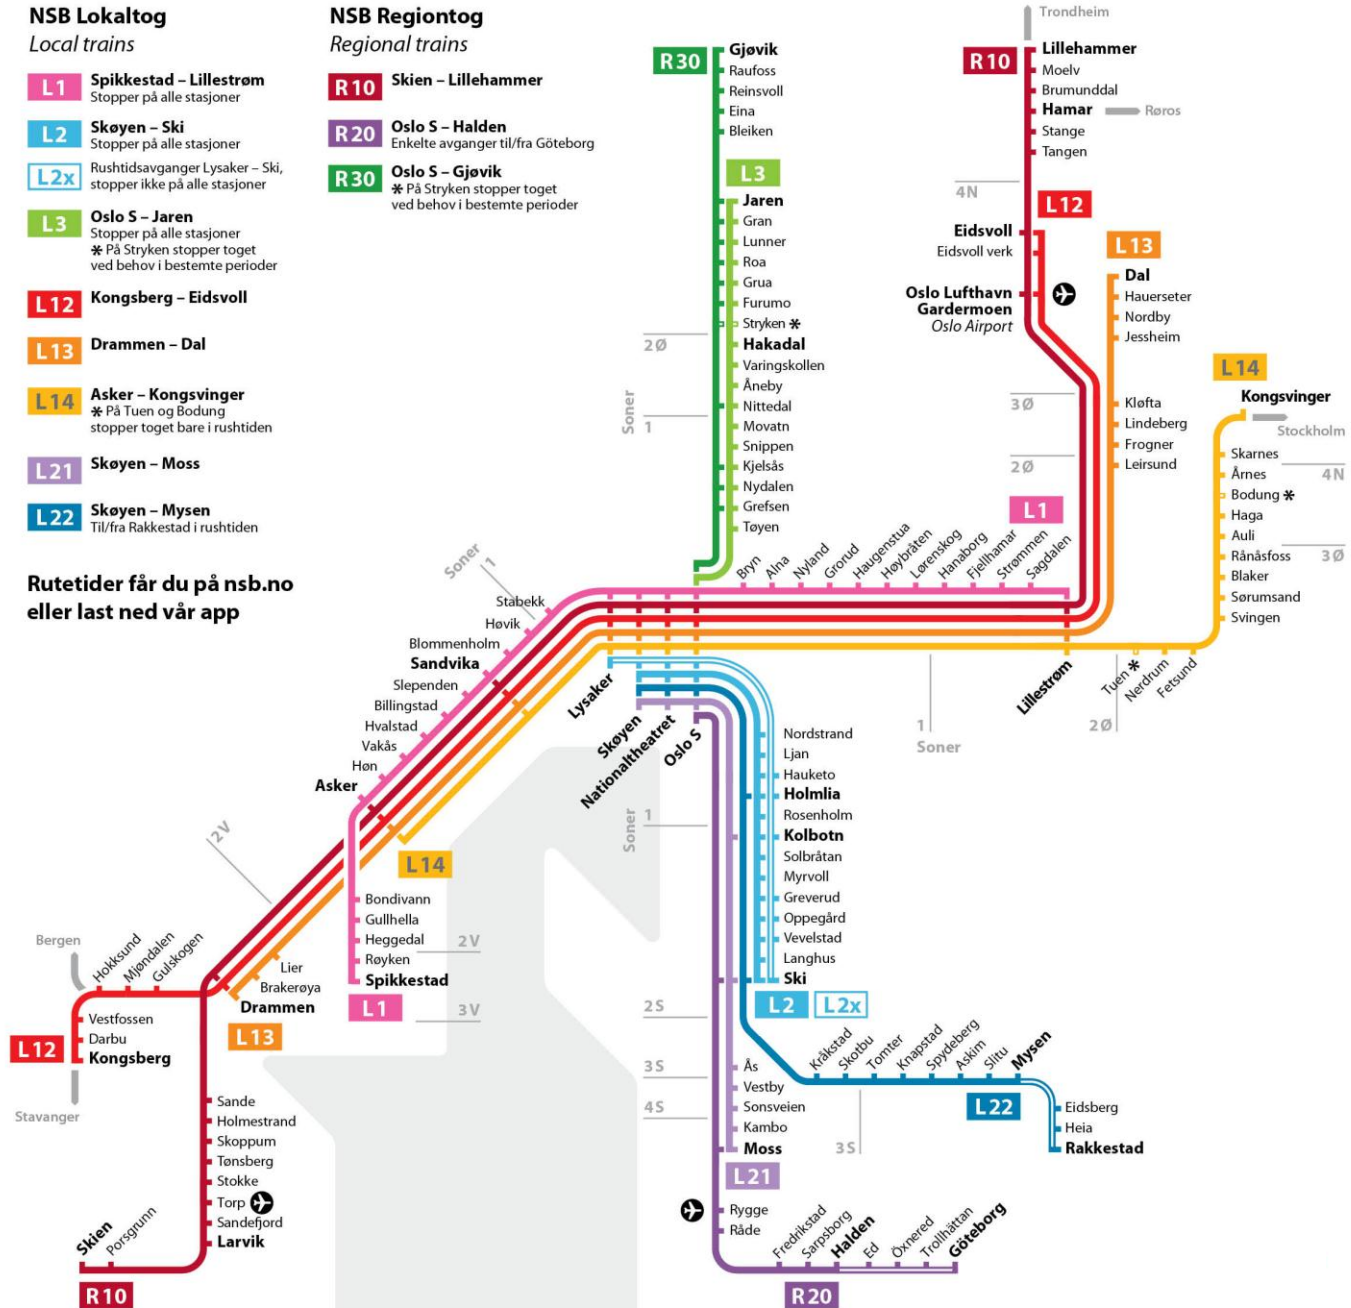 NSB Lokaltog
Local trains
L1
Spikkestad – Lillestrøm
Stopper på alle stasjoner
L2
Skøyen – Ski
Stopper på alle stasjoner
L2x
Rushtidsavganger Lysaker – Ski,
stopper ikke på alle stasjoner
L3
Oslo S – Jaren
Stopper på alle stasjoner
* På Stryken stopper toget
ved behov i bestemte perioder
L12
Kongsberg – Eidsvoll
L13
Drammen – Dal
L14
Asker – Kongsvinger
* På Tuen og Bodung
stopper toget bare i rushtiden
L21
Skøyen – Moss
L22
Skøyen – Mysen
Til/fra Rakkestad i rushtiden
Rutetider får du på nsb.no
eller last ned vår app
NSB Regiontog
Regional trains
R10
Skien – Lillehammer
R20
Oslo S – Halden
Enkelte avganger til/fra Göteborg
R30
Oslo S – Gjøvik
* På Stryken stopper toget
ved behov i bestemte perioder
R30
Gjøvik
Raufoss
Reinsvoll
Eina
Bleiken
L3
Jaren
Gran
Lunner
Roa
Grua
Furumo
Stryken *
2Ø
Hakadal
Varingskollen
Åneby
Soner
1
Nittedal
Movatn
Snippen
Kjelsås
Nydalen
Grefsen
Tøyen
Trondheim
R10
Lillehammer
Moelv
Brumunddal
Hamar
Røros
Stange
Tangen
4N
L12
Eidsvoll
Eidsvoll verk
Oslo Lufthavn
Gardermoen
Oslo Airport
L13
Dal
Hauerseter
Nordby
Jessheim
3Ø
Kløfta
Lindeberg
Frogner
Leirsund
2Ø
L14
Kongsvinger
Stockholm
Skarnes
Årnes
4N
Bodung *
Haga
Auli
Rånåsfoss
3Ø
Blaker
Sørumsand
Svingen
L1
Bryn
Alna
Nyland
Grorud
Haugenstua
Høybråten
Lørenskog
Hanaborg
Fjellhamar
Strømmen
Sagdalen
Lillestrøm
Tuen *
Nerdrum
Fetsund
1
Soner
2Ø
Soner
1
Stabekk
Høvik
Blommenholm
Sandvika
Slependen
Billingstad
Hvalstad
Vakås
Høn
Asker
Lysaker
Skøyen
Nationaltheatret
Oslo S
2V
L14
Bondivann
Gullhella
Heggedal
2V
Røyken
Spikkestad
L1
3V
Bergen
Hokksund
Mjøndalen
Gulskogen
Lier
Brakerøya
Drammen
L13
Vestfossen
Darbu
L12
Kongsberg
Stavanger
Sande
Holmestrand
Skoppum
Tønsberg
Stokke
Torp
Sandefjord
Larvik
Skien
Porsgrunn
R10
Nordstrand
Ljan
Hauketo
Holmlia
Rosenholm
Soner
1
Kolbotn
Solbråtan
Myrvoll
Greverud
Oppegård
Vevelstad
Langhus
Ski
L2
L2x
2S
3S
4S
Ås
Vestby
Sonsveien
Kambo
Moss
L21
Kråkstad
Skotbu
Tomter
Knapstad
Spydeberg
Askim
Slitu
Mysen
3S
L22
Eidsberg
Heia
Rakkestad
Rygge
Råde
Fredrikstad
Sarpsborg
Halden
Ed
Öxnered
Trollhättan
Göteborg
R20